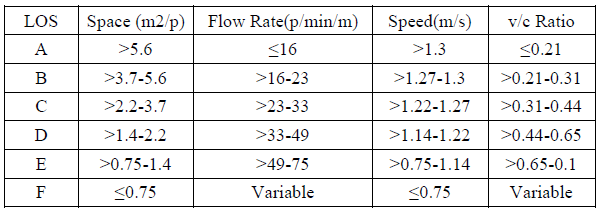 LOS Space (m2/p) Flow Rate(p/min/m) Speed(m/s) v/c Ratio
A >5.6 ≤16 >1.3 ≤0.21
B >3.7-5.6 >16-23 >1.27-1.3 >0.21-0.31
C >2.2-3.7 >23-33 >1.22-1.27 >0.31-0.44
D >1.4-2.2 >33-49 >1.14-1.22 >0.44-0.65
E >0.75-1.4 >49-75 >0.75-1.14 >0.65-0.1
F ≤0.75 Variable ≤0.75 Variable